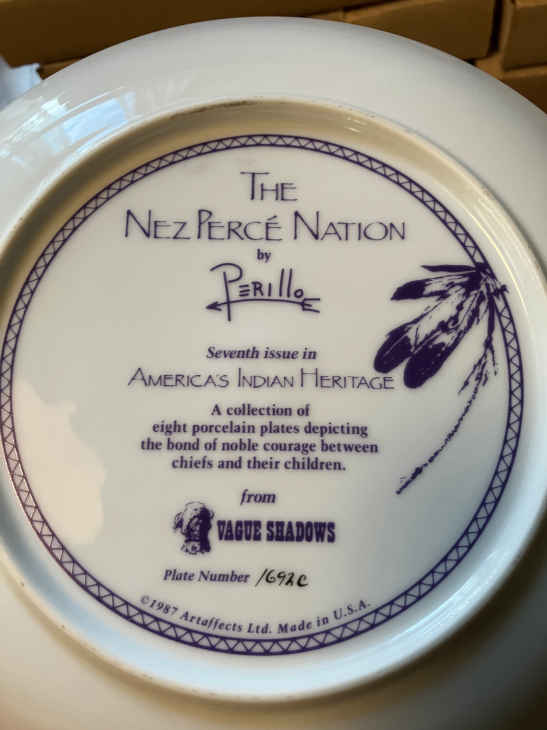 THE
NEZ PERCÉ NATION
by
PERILLO
Seventh issue in
AMERICA'S INDIAN HERITAGE
A collection of
eight porcelain plates depicting
the bond of noble courage between
chiefs and their children.
from
VAGUE SHADOWS
Plate Number 1692C
©1987 Artaffects Ltd. Made in U.S.A.